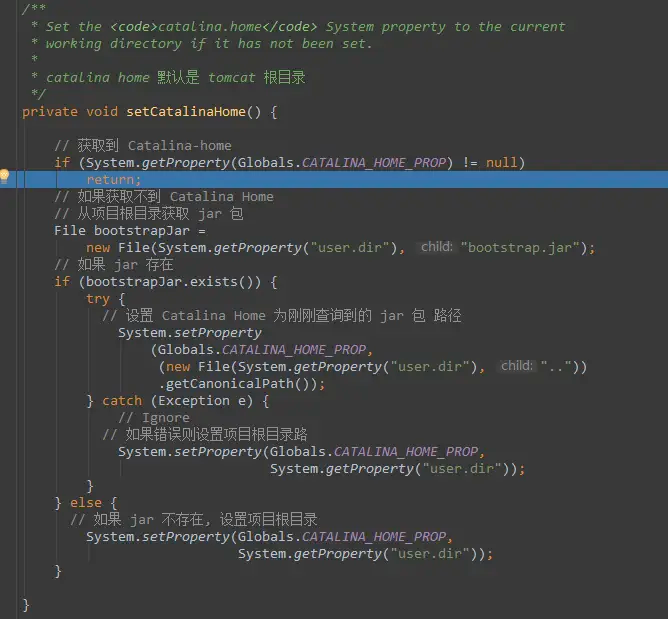 /**
 * Set the <code>catalina.home</code> System property to the current
 * working directory if it has not been set.
 *
 * catalina home 默认是 tomcat 根目录
 */
private void setCatalinaHome() {

    // 获取到 Catalina-home
    if (System.getProperty(Globals.CATALINA_HOME_PROP) != null)
        return;
    // 如果获取不到 Catalina Home
    // 从项目根目录获取 jar 包
    File bootstrapJar =
        new File(System.getProperty("user.dir"), child: "bootstrap.jar");
    // 如果 jar 存在
    if (bootstrapJar.exists()) {
        try {
          // 设置 Catalina Home 为刚刚查询到的 jar 包 路径
            System.setProperty
                (Globals.CATALINA_HOME_PROP,
                 (new File(System.getProperty("user.dir"), child: ".."))
                 .getCanonicalPath());
        } catch (Exception e) {
            // Ignore
          // 如果错误则设置项目根目录路
            System.setProperty(Globals.CATALINA_HOME_PROP,
                               System.getProperty("user.dir"));
        }
    } else {
      // 如果 jar 不存在, 设置项目根目录
        System.setProperty(Globals.CATALINA_HOME_PROP,
                           System.getProperty("user.dir"));
    }

}